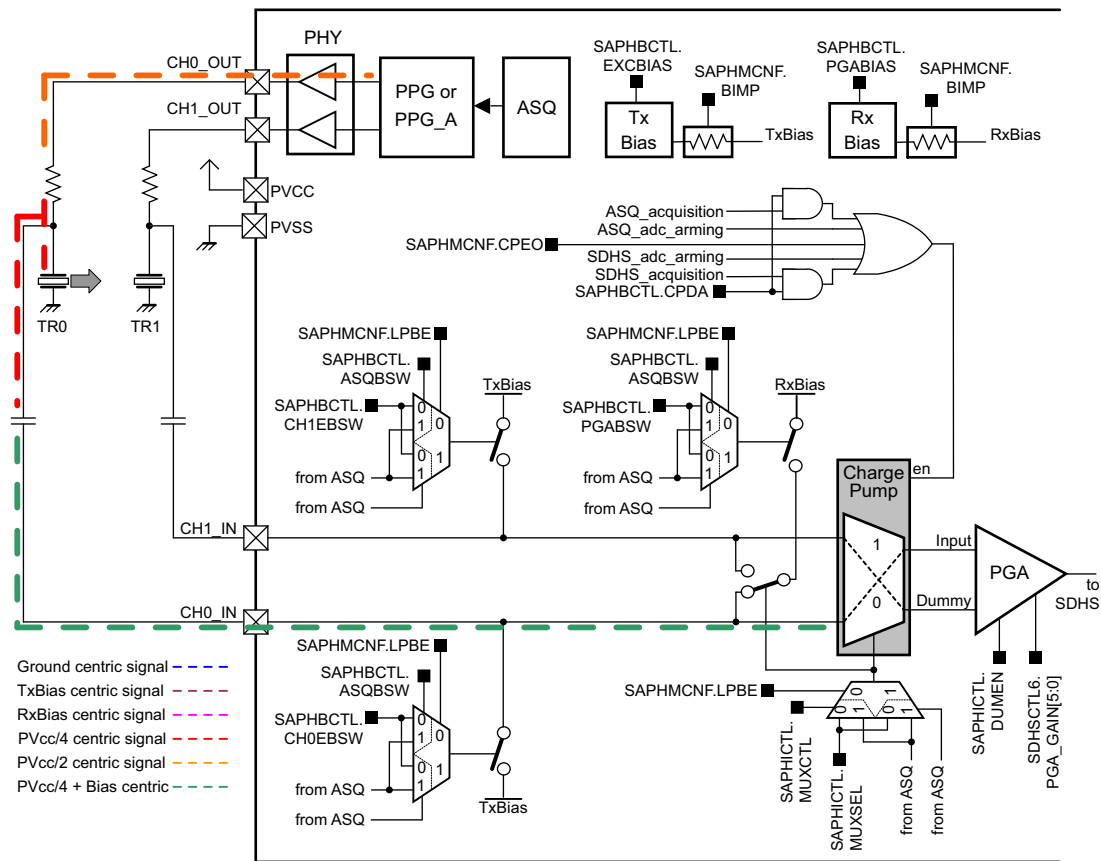 PHY
CH0_OUT
CH1_OUT
PPG or
PPG_A
ASQ
PVCC
PVSS
SAPHBCTL.
EXCBIAS
SAPHMCNF.
BIMP
Tx
Bias
TxBias
SAPHBCTL.
PGABIAS
SAPHMCNF.
BIMP
Rx
Bias
RxBias
ASQ_acquisition
ASQ_adc_arming
SAPHMCNF.CPEO
SDHS_adc_arming
SDHS_acquisition
SAPHBCTL.CPDA
TR0
TR1
SAPHMCNF.LPBE
SAPHBCTL.
ASQBSW
SAPHBCTL.
CH1EBSW
0
1
0
0
1
1
from ASQ
from ASQ
TxBias
SAPHMCNF.LPBE
SAPHBCTL.
ASQBSW
SAPHBCTL.
PGABSW
0
1
0
0
1
1
from ASQ
from ASQ
RxBias
Charge
Pump
en
CH1_IN
1
0
Input
Dummy
PGA
to
SDHS
CH0_IN
SAPHMCNF.LPBE
SAPHBCTL.
ASQBSW
SAPHBCTL.
CH0EBSW
0
1
0
0
1
1
from ASQ
from ASQ
TxBias
SAPHMCNF.LPBE
0
1
0
1
0
1
SAPHICTL.
MUXCTL
SAPHICTL.
MUXSEL
from ASQ
from ASQ
SAPHICTL.
DUMEN
SDHSCTL6.
PGA_GAIN[5:0]
Ground centric signal
TxBias centric signal
RxBias centric signal
PVcc/4 centric signal
PVcc/2 centric signal
PVcc/4 + Bias centric